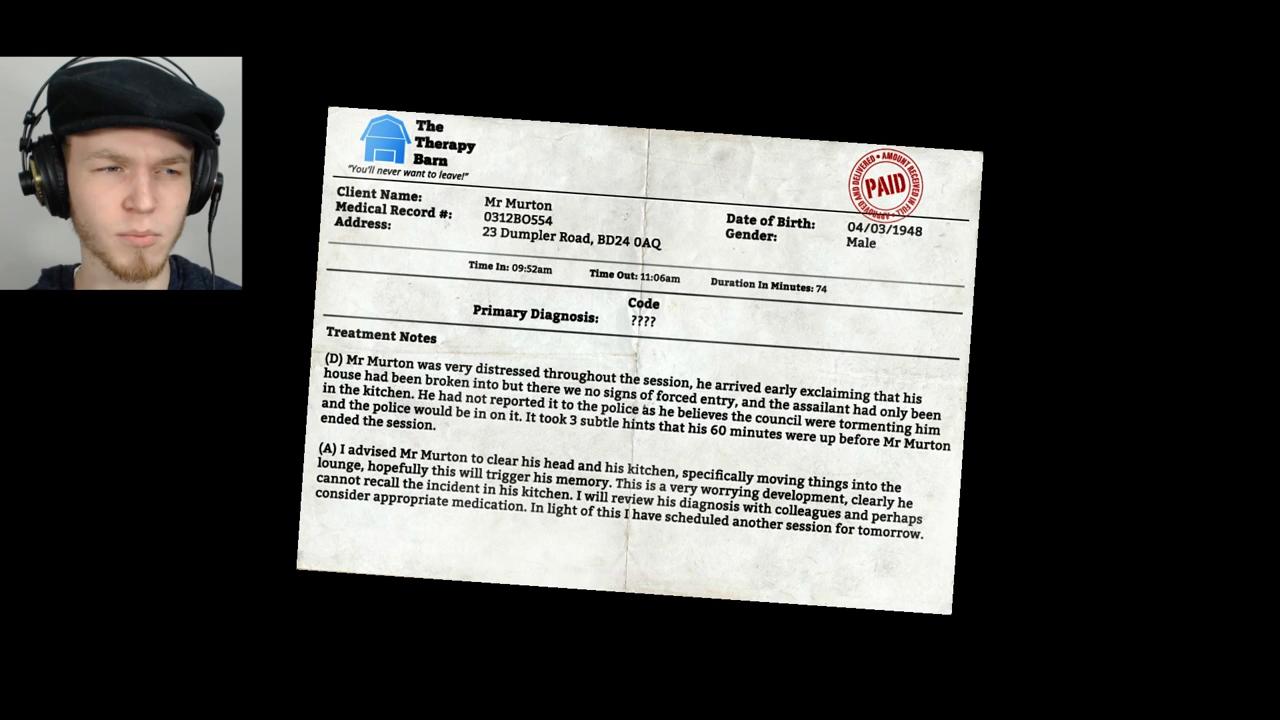 The
Therapy
Barn
"You'll never want to leave!"
APPROVED AND DELIVERED • AMOUNT RECEIVED IN FULL
PAID
Client Name: Mr Murton
Medical Record #: 0312BO554
Address: 23 Dumpler Road, BD24 0AQ
Date of Birth: 04/03/1948
Gender: Male
Time In: 09:52am Time Out: 11:06am Duration In Minutes: 74
Code
Primary Diagnosis: ????
Treatment Notes
(D) Mr Murton was very distressed throughout the session, he arrived early exclaiming that his
house had been broken into but there we no signs of forced entry, and the assailant had only been
in the kitchen. He had not reported it to the police as he believes the council were tormenting him
and the police would be in on it. It took 3 subtle hints that his 60 minutes were up before Mr Murton
ended the session.
(A) I advised Mr Murton to clear his head and his kitchen, specifically moving things into the
lounge, hopefully this will trigger his memory. This is a very worrying development, clearly he
cannot recall the incident in his kitchen. I will review his diagnosis with colleagues and perhaps
consider appropriate medication. In light of this I have scheduled another session for tomorrow.